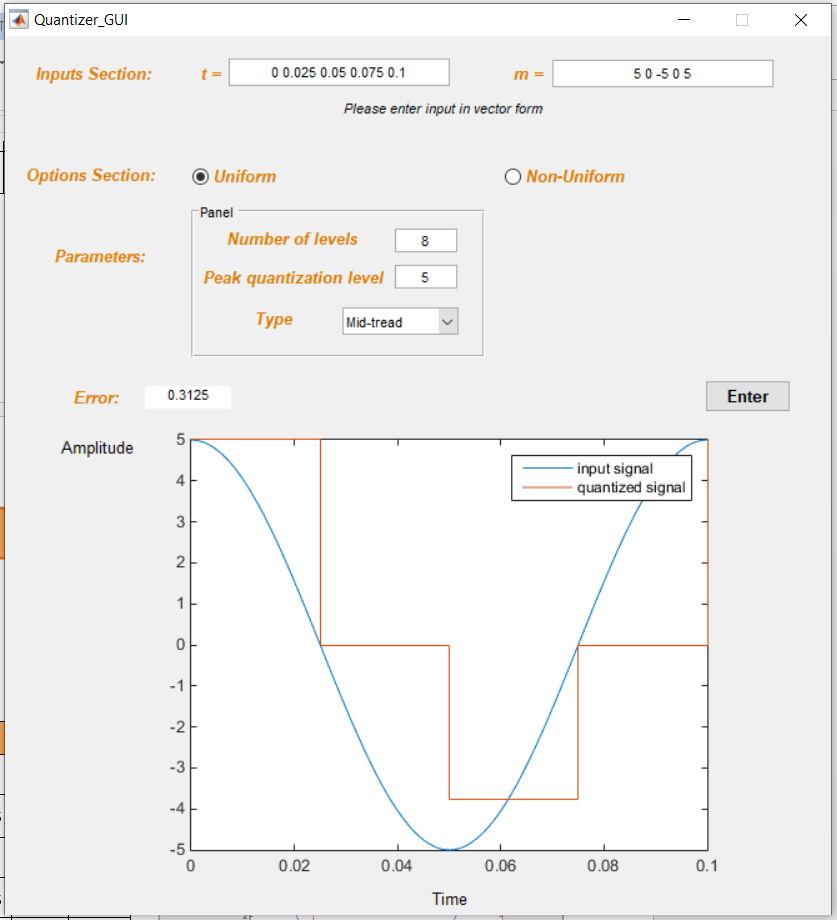 Quantizer_GUI
Inputs Section: t = 0 0.025 0.05 0.075 0.1 m = 5 0 -5 0 5
Please enter input in vector form
Options Section: Uniform Non-Uniform
Panel
Number of levels 8
Parameters:
Peak quantization level 5
Type Mid-tread
Error: 0.3125 Enter
Amplitude
5
4
3
2
1
0
-1
-2
-3
-4
-5
input signal
quantized signal
0 0.02 0.04 0.06 0.08 0.1
Time